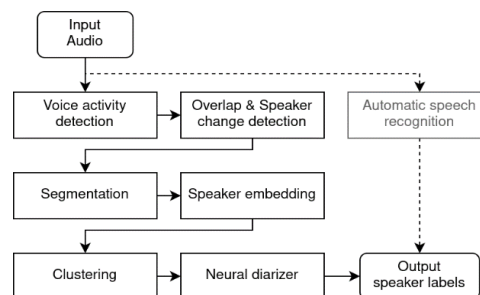 Input
Audio
Voice activity
detection
Overlap & Speaker
change detection
Automatic speech
recognition
Segmentation
Speaker embedding
Clustering
Neural diarizer
Output
speaker labels